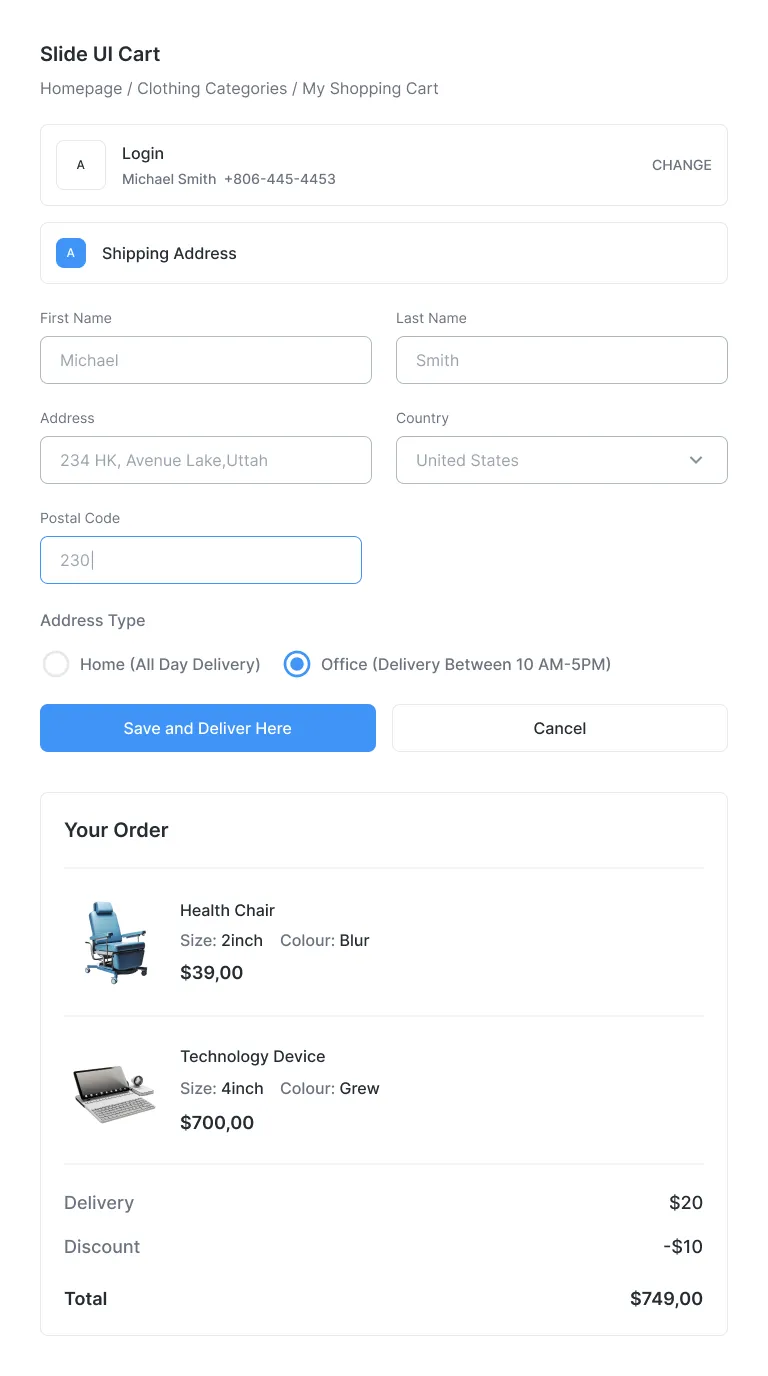 Slide UI Cart
Homepage / Clothing Categories / My Shopping Cart
A
Login
Michael Smith +806-445-4453
CHANGE
A
Shipping Address
First Name
Last Name
Michael
Smith
Address
Country
234 HK, Avenue Lake,Uttah
United States
Postal Code
230
Address Type
Home (All Day Delivery)
Office (Delivery Between 10 AM-5PM)
Save and Deliver Here
Cancel
Your Order
Health Chair
Size: 2inch Colour: Blur
$39,00
Technology Device
Size: 4inch Colour: Grew
$700,00
Delivery $20
Discount -$10
Total $749,00